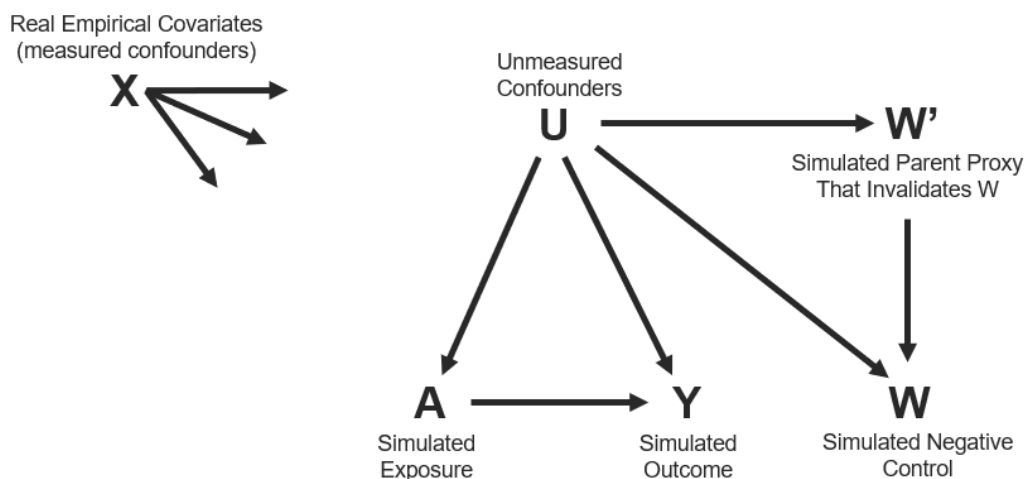 Real Empirical Covariates
(measured confounders)
X
Unmeasured
Confounders
U
W’
Simulated Parent Proxy
That Invalidates W
A
Simulated
Exposure
Y
Simulated
Outcome
W
Simulated Negative
Control